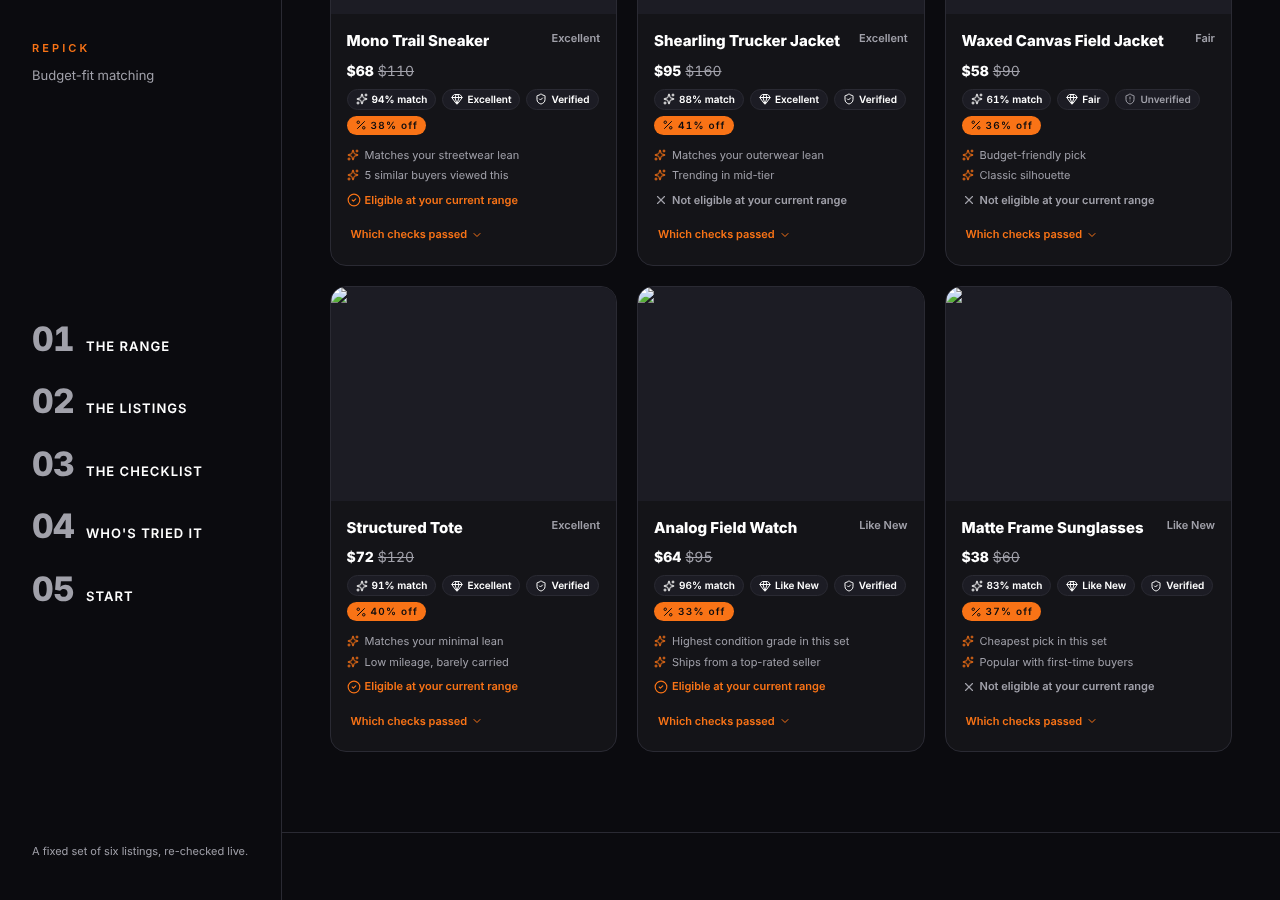 REPICK
Budget-fit matching
01 THE RANGE
02 THE LISTINGS
03 THE CHECKLIST
04 WHO'S TRIED IT
05 START
A fixed set of six listings, re-checked live.
Mono Trail Sneaker Excellent
$68 $110
94% match Excellent Verified
38% off
Matches your streetwear lean
5 similar buyers viewed this
Eligible at your current range
Which checks passed
Shearling Trucker Jacket Excellent
$95 $160
88% match Excellent Verified
41% off
Matches your outerwear lean
Trending in mid-tier
Not eligible at your current range
Which checks passed
Waxed Canvas Field Jacket Fair
$58 $90
61% match Fair Unverified
36% off
Budget-friendly pick
Classic silhouette
Not eligible at your current range
Which checks passed
Structured Tote Excellent
$72 $120
91% match Excellent Verified
40% off
Matches your minimal lean
Low mileage, barely carried
Eligible at your current range
Which checks passed
Analog Field Watch Like New
$64 $95
96% match Like New Verified
33% off
Highest condition grade in this set
Ships from a top-rated seller
Eligible at your current range
Which checks passed
Matte Frame Sunglasses Like New
$38 $60
83% match Like New Verified
37% off
Cheapest pick in this set
Popular with first-time buyers
Not eligible at your current range
Which checks passed